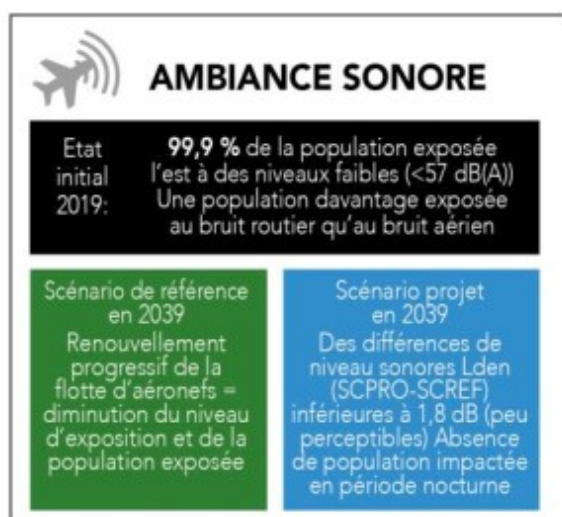 AMBIANCE SONORE
Etat
initial
2019:
99,9 % de la population exposée
l'est à des niveaux faibles (<57 dB(A))
Une population davantage exposée
au bruit routier qu'au bruit aérien
Scénario de référence
en 2039
Renouvellement
progressif de la
flotte d'aéronefs =
diminution du niveau
d'exposition et de la
population exposée
Scénario projet
en 2039
Des différences de
niveau sonores Lden
(SCPRO-SCREF)
inférieures à 1,8 dB (peu
perceptibles) Absence
de population impactée
en période nocturne